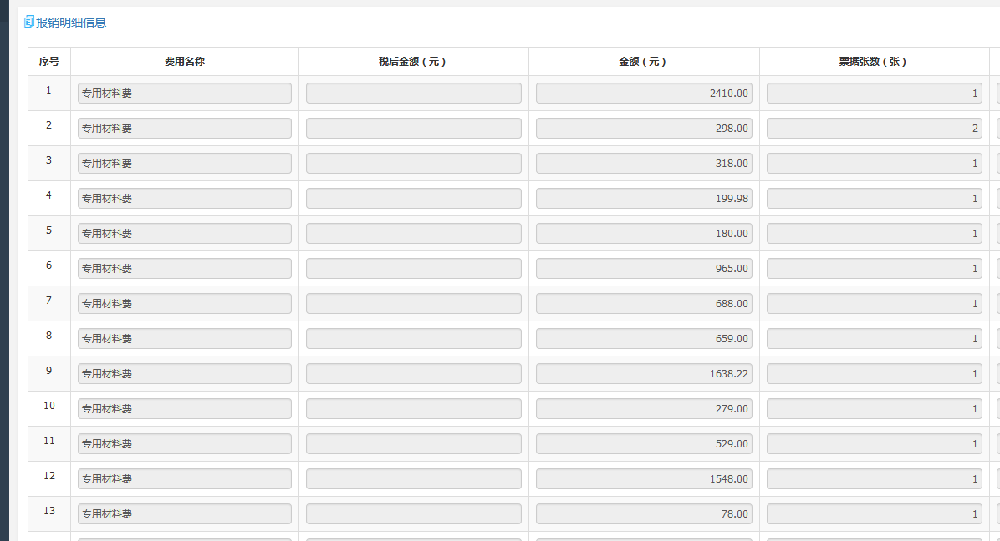 报销明细信息
序号 费用名称 税后金额（元） 金额（元） 票据张数（张）
1 专用材料费 2410.00 1
2 专用材料费 298.00 2
3 专用材料费 318.00 1
4 专用材料费 199.98 1
5 专用材料费 180.00 1
6 专用材料费 965.00 1
7 专用材料费 688.00 1
8 专用材料费 659.00 1
9 专用材料费 1638.22 1
10 专用材料费 279.00 1
11 专用材料费 529.00 1
12 专用材料费 1548.00 1
13 专用材料费 78.00 1